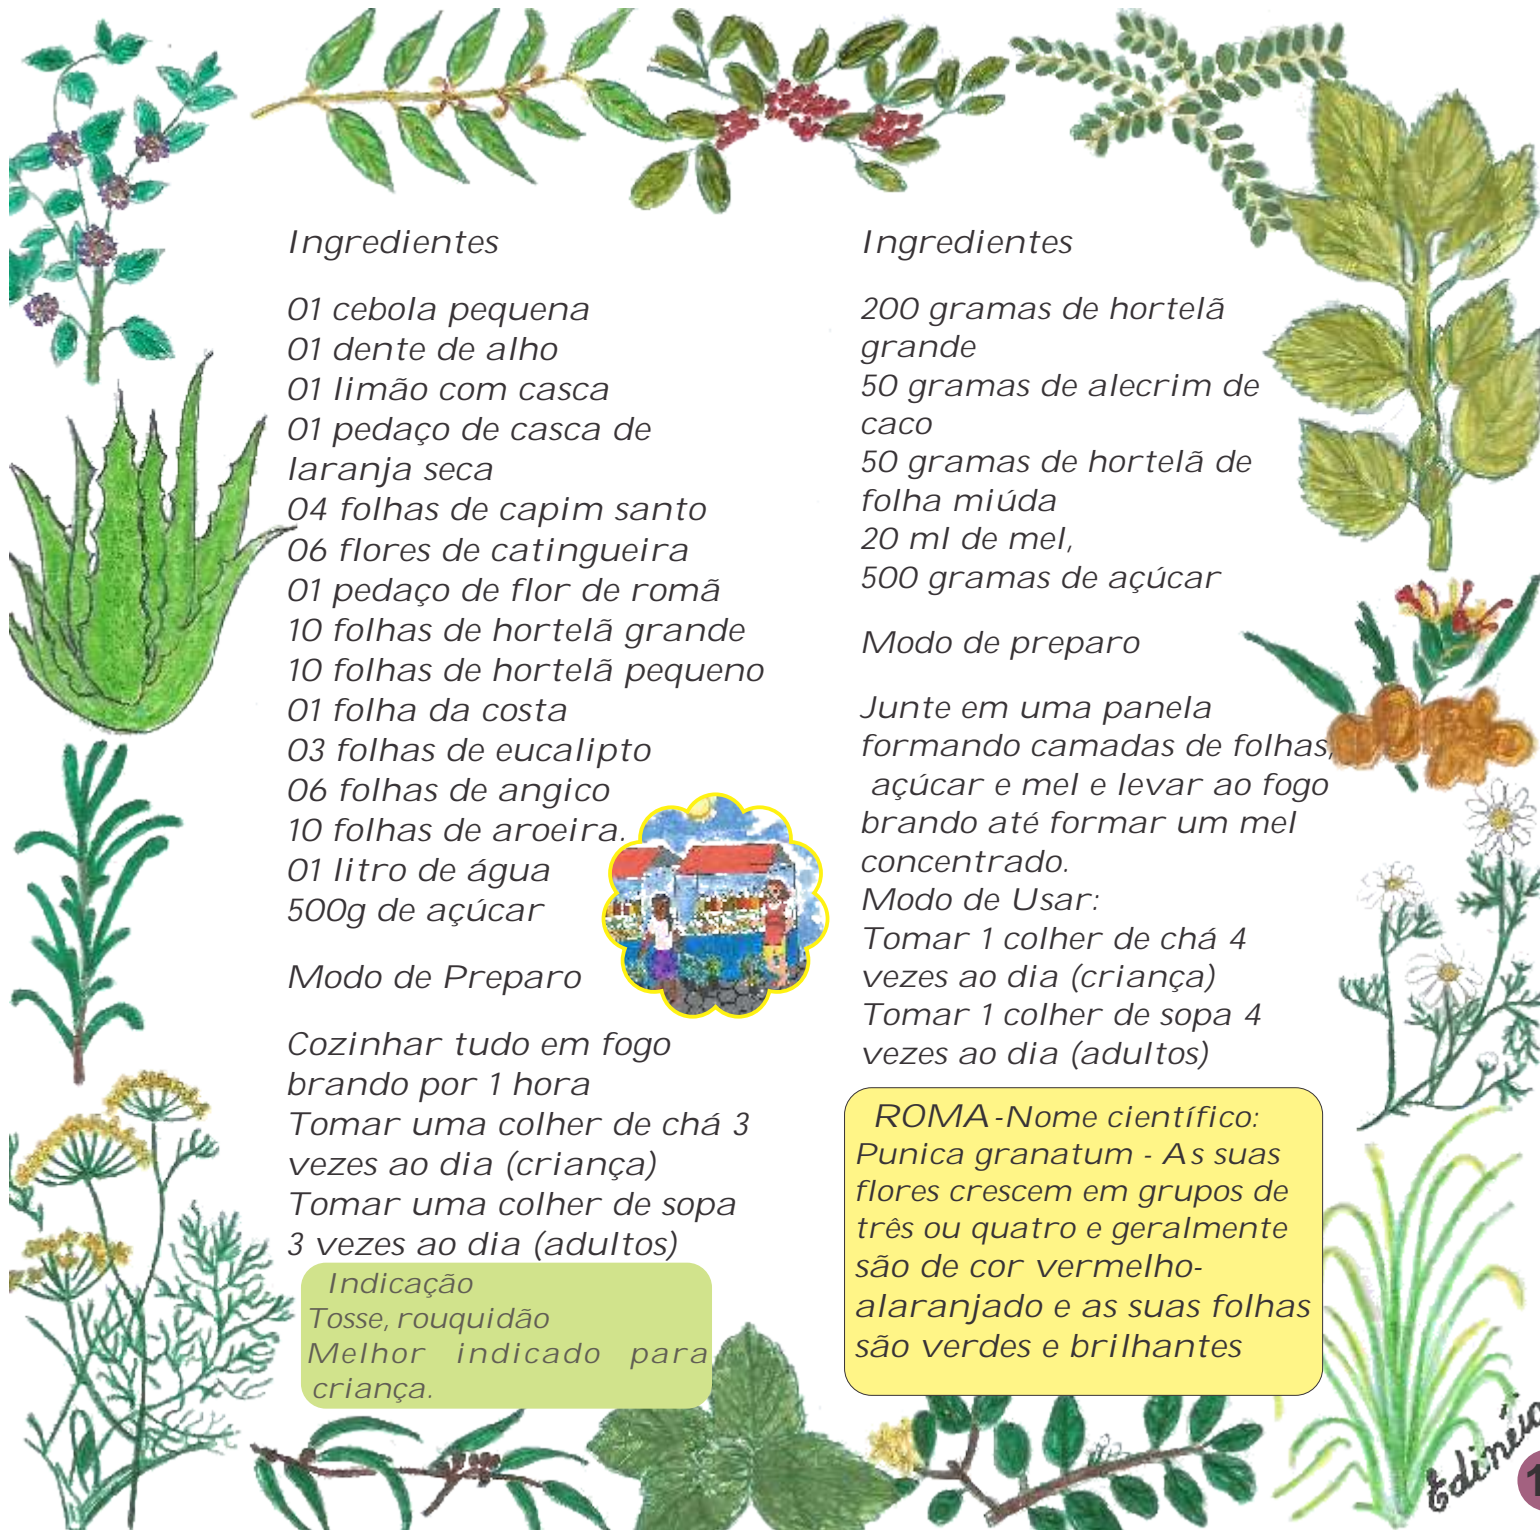 Ingredientes
01 cebola pequena
01 dente de alho
01 limão com casca
01 pedaço de casca de
laranja seca
04 folhas de capim santo
06 flores de catingueira
01 pedaço de flor de romã
10 folhas de hortelã grande
10 folhas de hortelã pequeno
01 folha da costa
03 folhas de eucalipto
06 folhas de angico
10 folhas de aroeira.
01 litro de água
500g de açúcar
Modo de Preparo
Cozinhar tudo em fogo
brando por 1 hora
Tomar uma colher de chá 3
vezes ao dia (criança)
Tomar uma colher de sopa
3 vezes ao dia (adultos)
Indicação
Tosse, rouquidão
Melhor indicado para
criança.
Ingredientes
200 gramas de hortelã
grande
50 gramas de alecrim de
caco
50 gramas de hortelã de
folha miúda
20 ml de mel,
500 gramas de açúcar
Modo de preparo
Junte em uma panela
formando camadas de folhas,
açúcar e mel e levar ao fogo
brando até formar um mel
concentrado.
Modo de Usar:
Tomar 1 colher de chá 4
vezes ao dia (criança)
Tomar 1 colher de sopa 4
vezes ao dia (adultos)
ROMA-Nome científico:
Punica granatum - As suas
flores crescem em grupos de
três ou quatro e geralmente
são de cor vermelho-
alaranjado e as suas folhas
são verdes e brilhantes